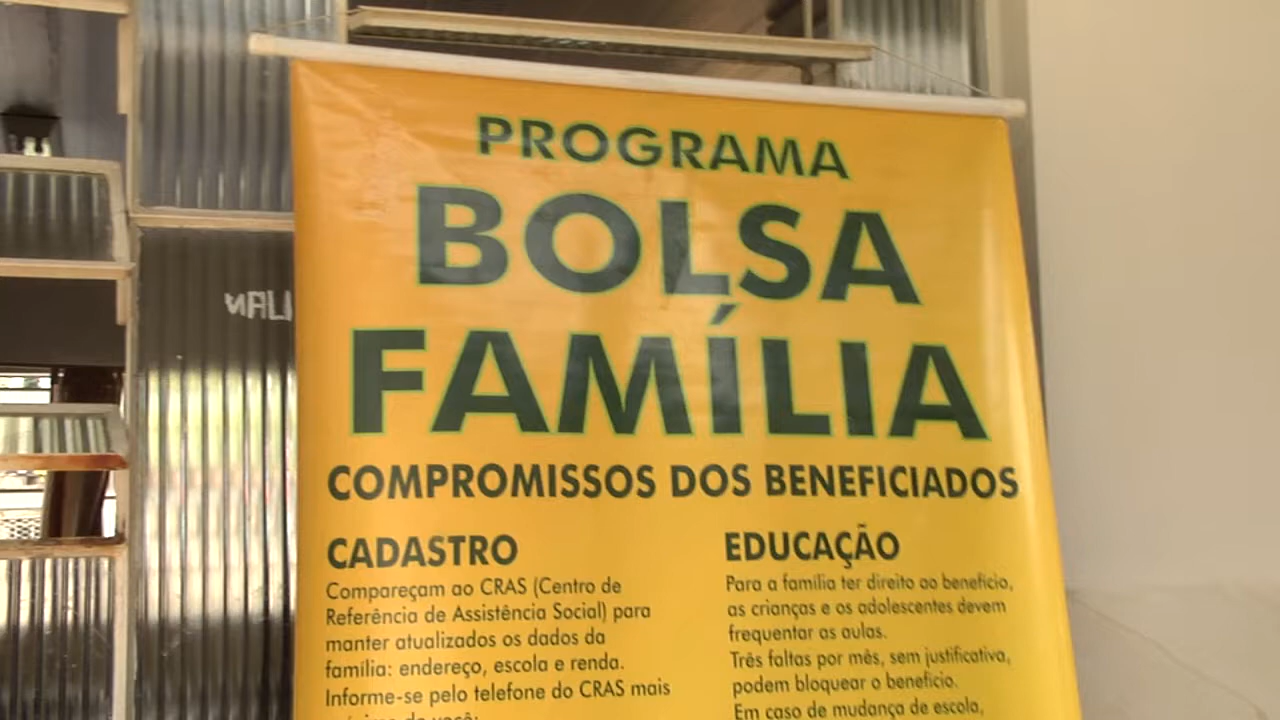 PROGRAMA
BOLSA
FAMÍLIA
COMPROMISSOS DOS BENEFICIADOS
CADASTRO
Compareçam ao CRAS (Centro de
Referência de Assistência Social) para
manter atualizados os dados da
família: endereço, escola e renda.
Informe-se pelo telefone do CRAS mais
EDUCAÇÃO
Para a família ter direito ao benefício,
as crianças e os adolescentes devem
frequentar as aulas.
Três faltas por mês, sem justificativa,
podem bloquear o benefício.
Em caso de mudança de escola,